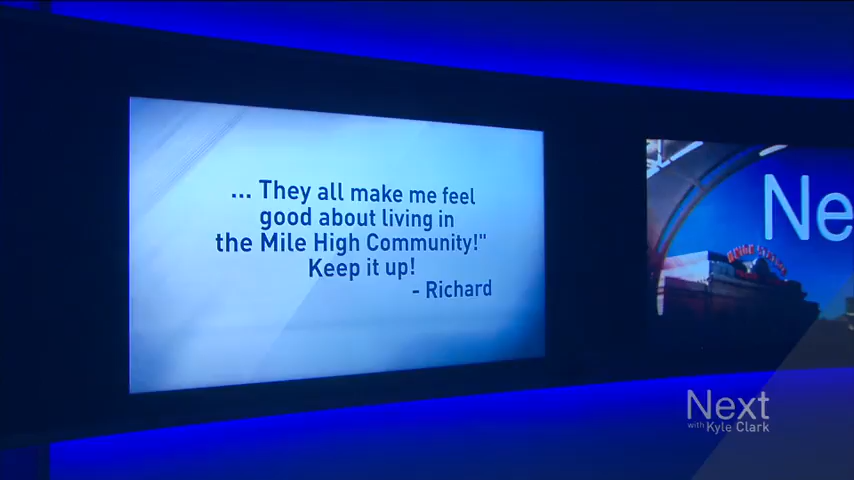 ... They all make me feel
good about living in
the Mile High Community!"
Keep it up!
- Richard
Ne
Next
with Kyle Clark